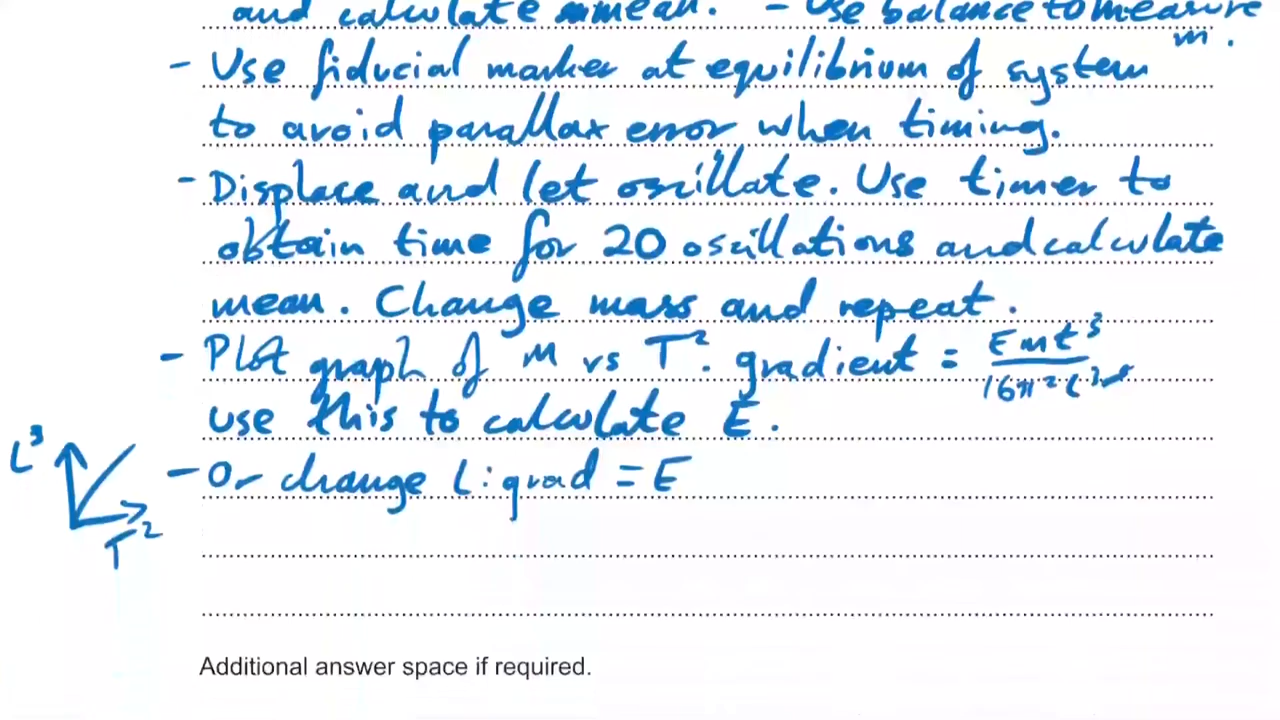 and calculate mean. - Use balance to measure
m.
- Use fiducial marker at equilibrium of system
to avoid parallax error when timing.
- Displace and let oscillate. Use timer to
obtain time for 20 oscillations and calculate
mean. Change mass and repeat.
- Plot graph of m vs T². gradient =
use this to calculate E.
L³
- Or change L: grad = E
T²
Additional answer space if required.